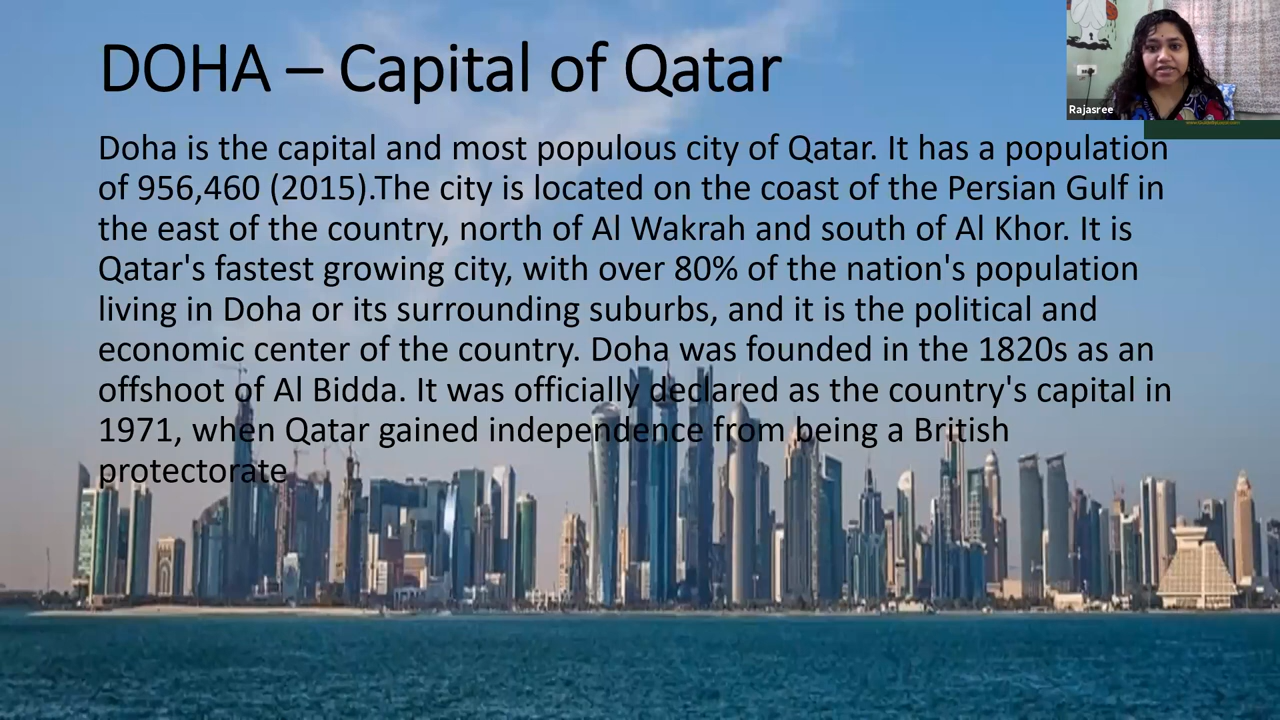 DOHA – Capital of Qatar
Rajasree
Doha is the capital and most populous city of Qatar. It has a population
of 956,460 (2015).The city is located on the coast of the Persian Gulf in
the east of the country, north of Al Wakrah and south of Al Khor. It is
Qatar's fastest growing city, with over 80% of the nation's population
living in Doha or its surrounding suburbs, and it is the political and
economic center of the country. Doha was founded in the 1820s as an
offshoot of Al Bidda. It was officially declared as the country's capital in
1971, when Qatar gained independence from being a British
protectorate